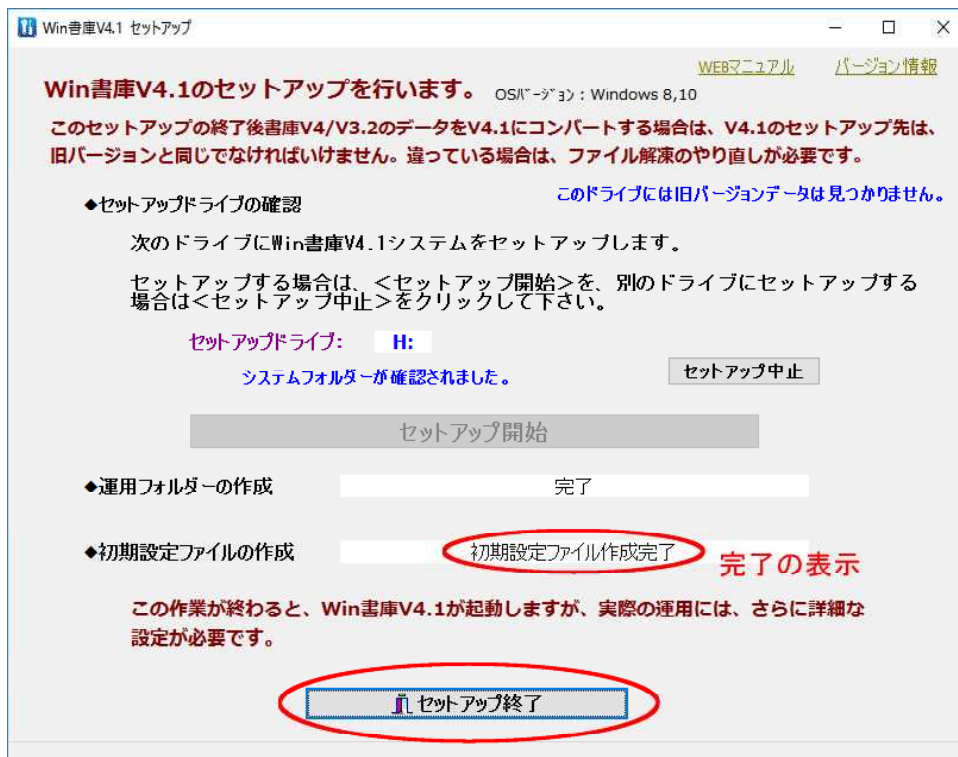 Win書庫V4.1 セットアップ
WEBマニュアル バージョン情報
Win書庫V4.1のセットアップを行います。 OSﾊﾞｰｼﾞｮﾝ : Windows 8,10
このセットアップの終了後書庫V4/V3.2のデータをV4.1にコンバートする場合は、V4.1のセットアップ先は、
旧バージョンと同じでなければいけません。違っている場合は、ファイル解凍のやり直しが必要です。
このドライブには旧バージョンデータは見つかりません。
◆セットアップドライブの確認
次のドライブにWin書庫V4.1システムをセットアップします。
セットアップする場合は、＜セットアップ開始＞を、別のドライブにセットアップする
場合は＜セットアップ中止＞をクリックして下さい。
セットアップドライブ： H:
システムフォルダーが確認されました。
セットアップ中止
セットアップ開始
◆運用フォルダーの作成 完了
◆初期設定ファイルの作成 初期設定ファイル作成完了
完了の表示
この作業が終わると、Win書庫V4.1が起動しますが、実際の運用には、さらに詳細な
設定が必要です。
セットアップ終了